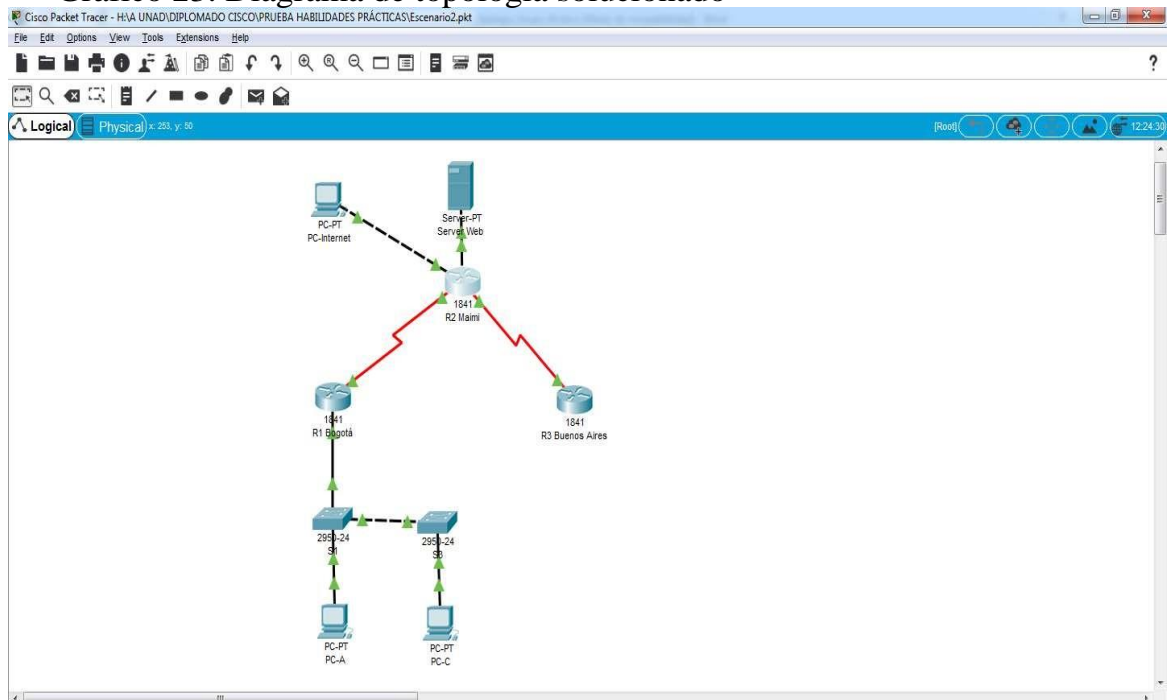 Gráfico 25. Diagrama de topología solucionado
Cisco Packet Tracer - H:\A UNAD\DIPLOMADO CISCO\PRUEBA HABILIDADES PRÁCTICAS\Escenario2.pkt
File Edit Options View Tools Extensions Help
?
Logical Physical x: 253, y: 50 [Root] 12:24:30
PC-PT
PC-Internet
Server-PT
Server Web
1841
R2 Maimi
1841
R1 Bogotá
1841
R3 Buenos Aires
2950-24
S1
2950-24
S3
PC-PT
PC-A
PC-PT
PC-C